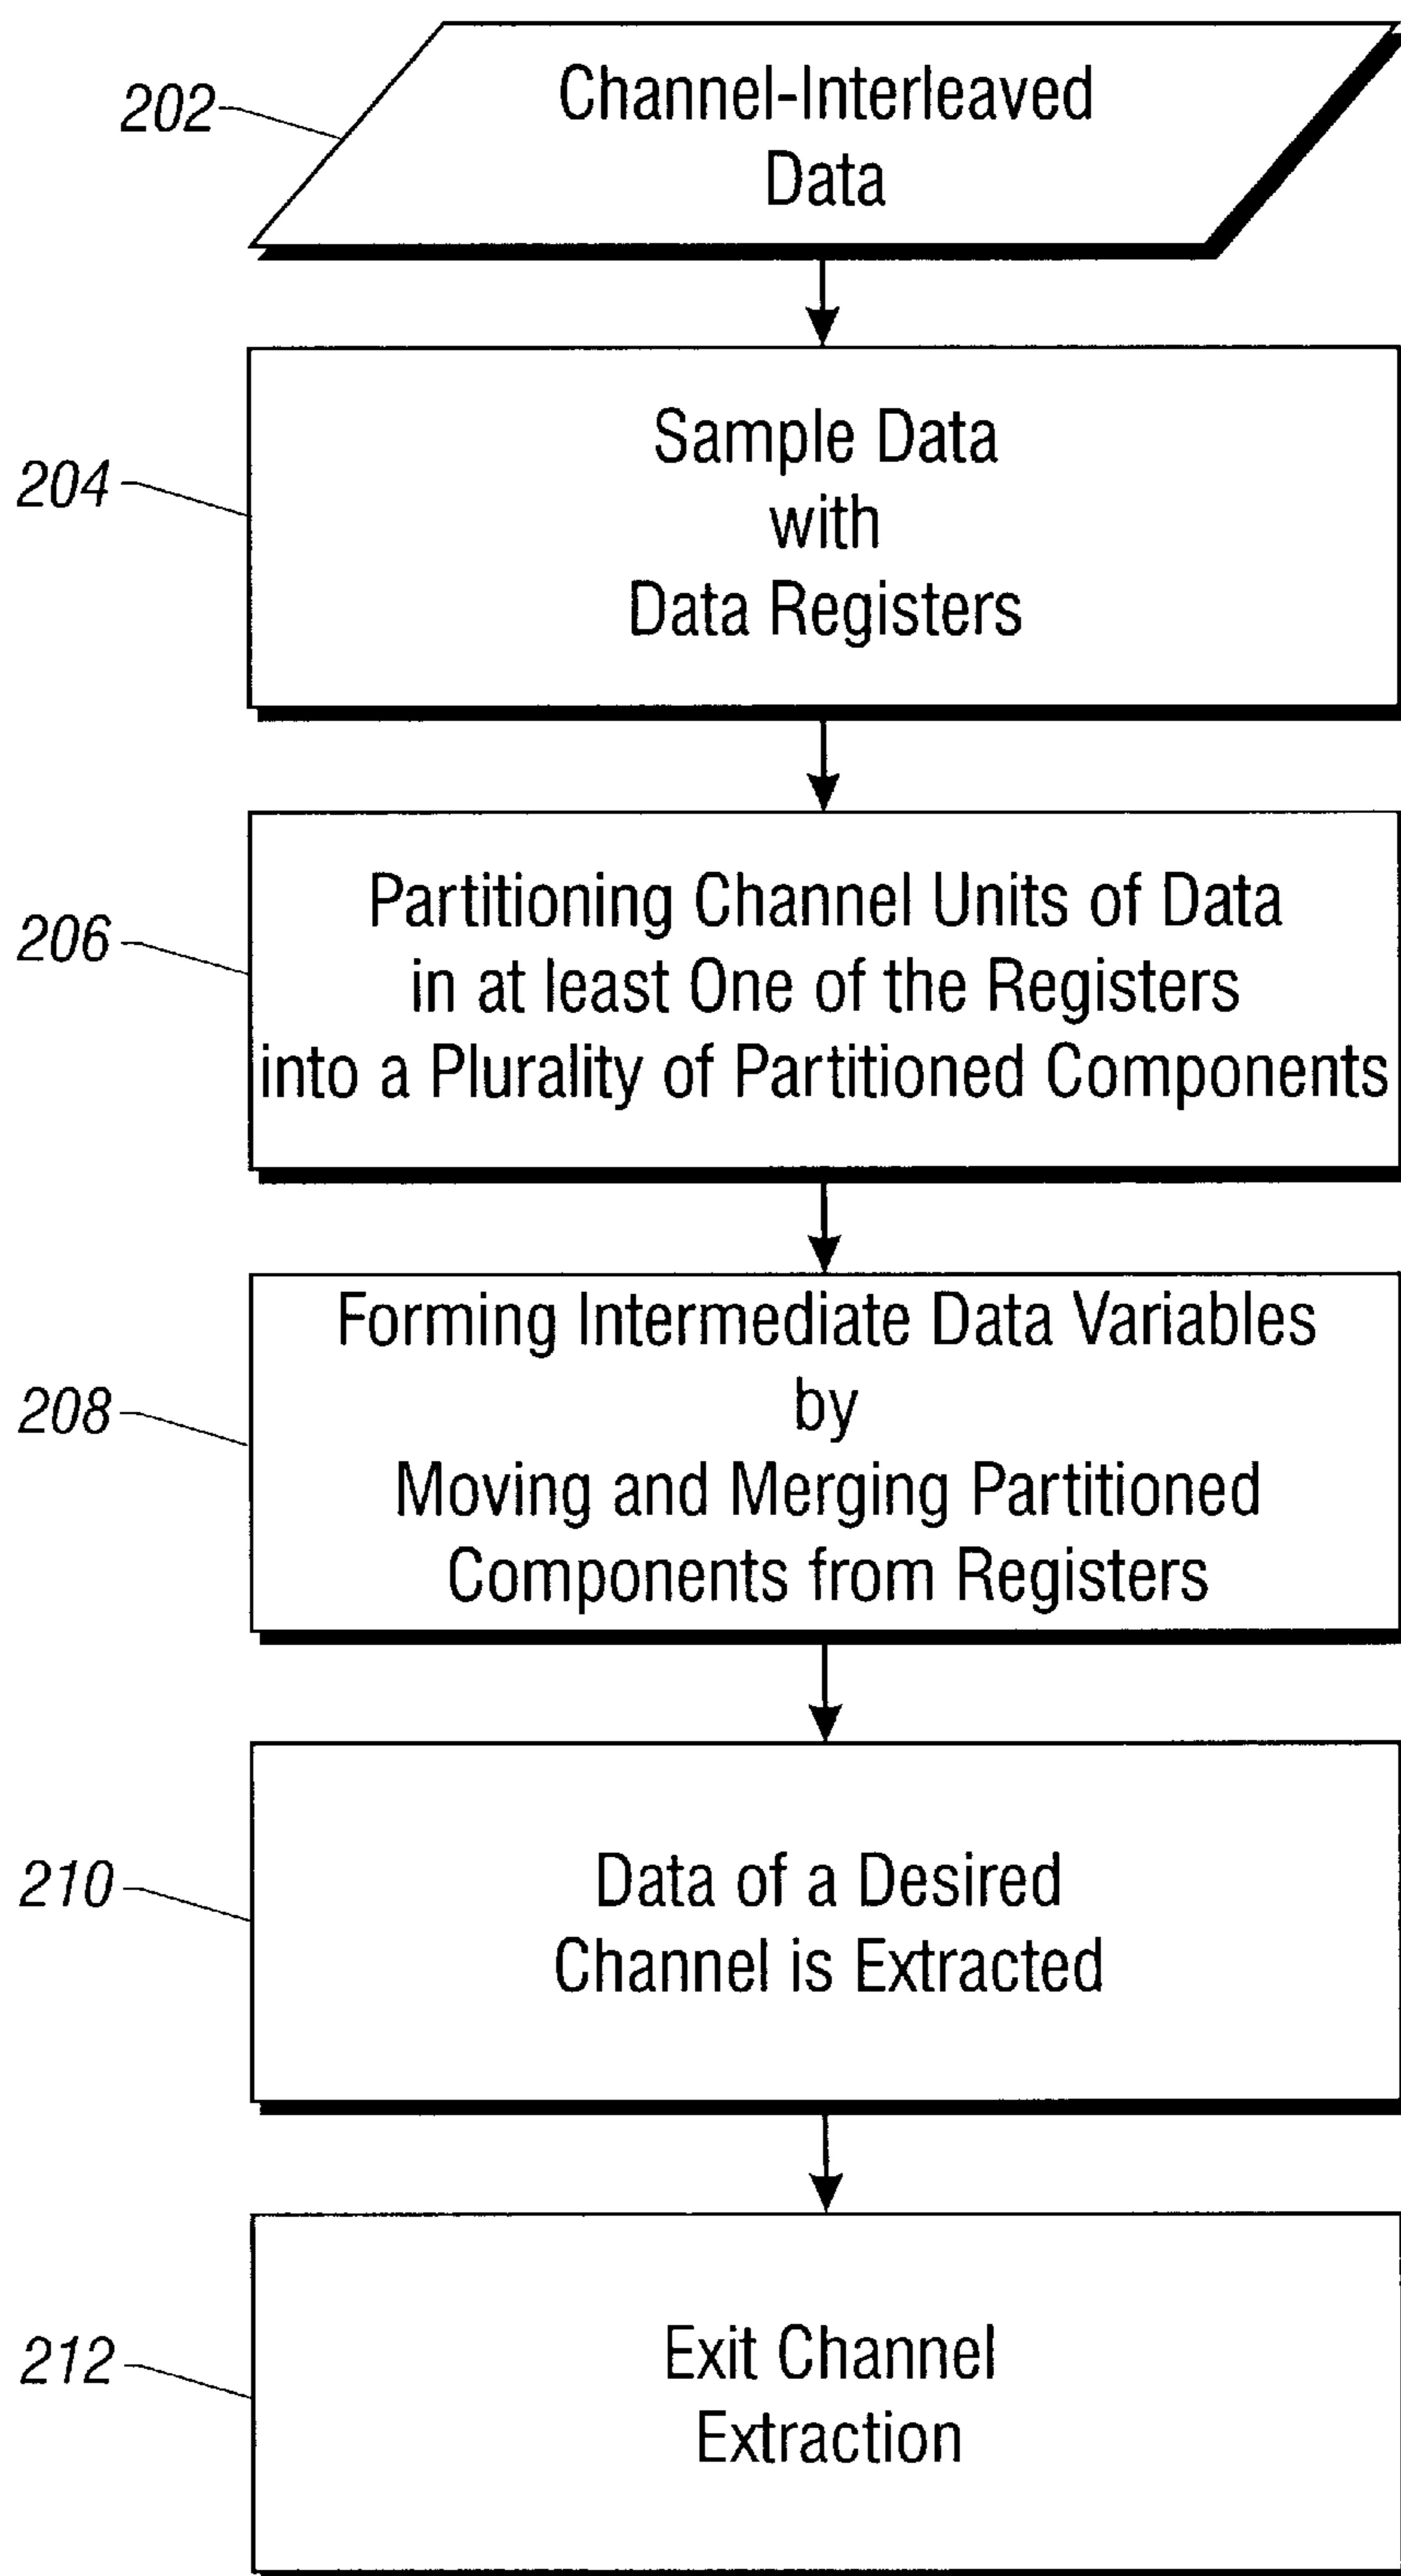 202
Channel-Interleaved
Data
204
Sample Data
with
Data Registers
206
Partitioning Channel Units of Data
in at least One of the Registers
into a Plurality of Partitioned Components
208
Forming Intermediate Data Variables
by
Moving and Merging Partitioned
Components from Registers
210
Data of a Desired
Channel is Extracted
212
Exit Channel
Extraction